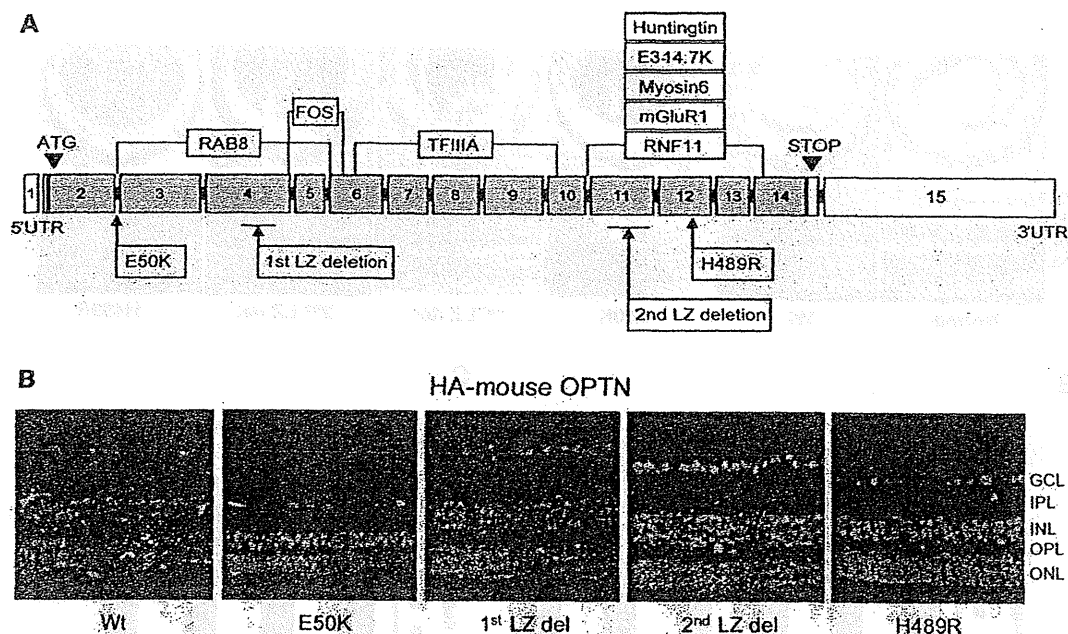 A
Huntingtin
E3-14.7K
Myosin6
mGluR1
RNF11
FOS
RAB8
TFIIIA
ATG
STOP
1 2 3 4 5 6 7 8 9 10 11 12 13 14 15
5'UTR
3'UTR
E50K
1st LZ deletion
H489R
2nd LZ deletion
B
HA-mouse OPTN
GCL
IPL
INL
OPL
ONL
Wt E50K 1st LZ del 2nd LZ del H489R